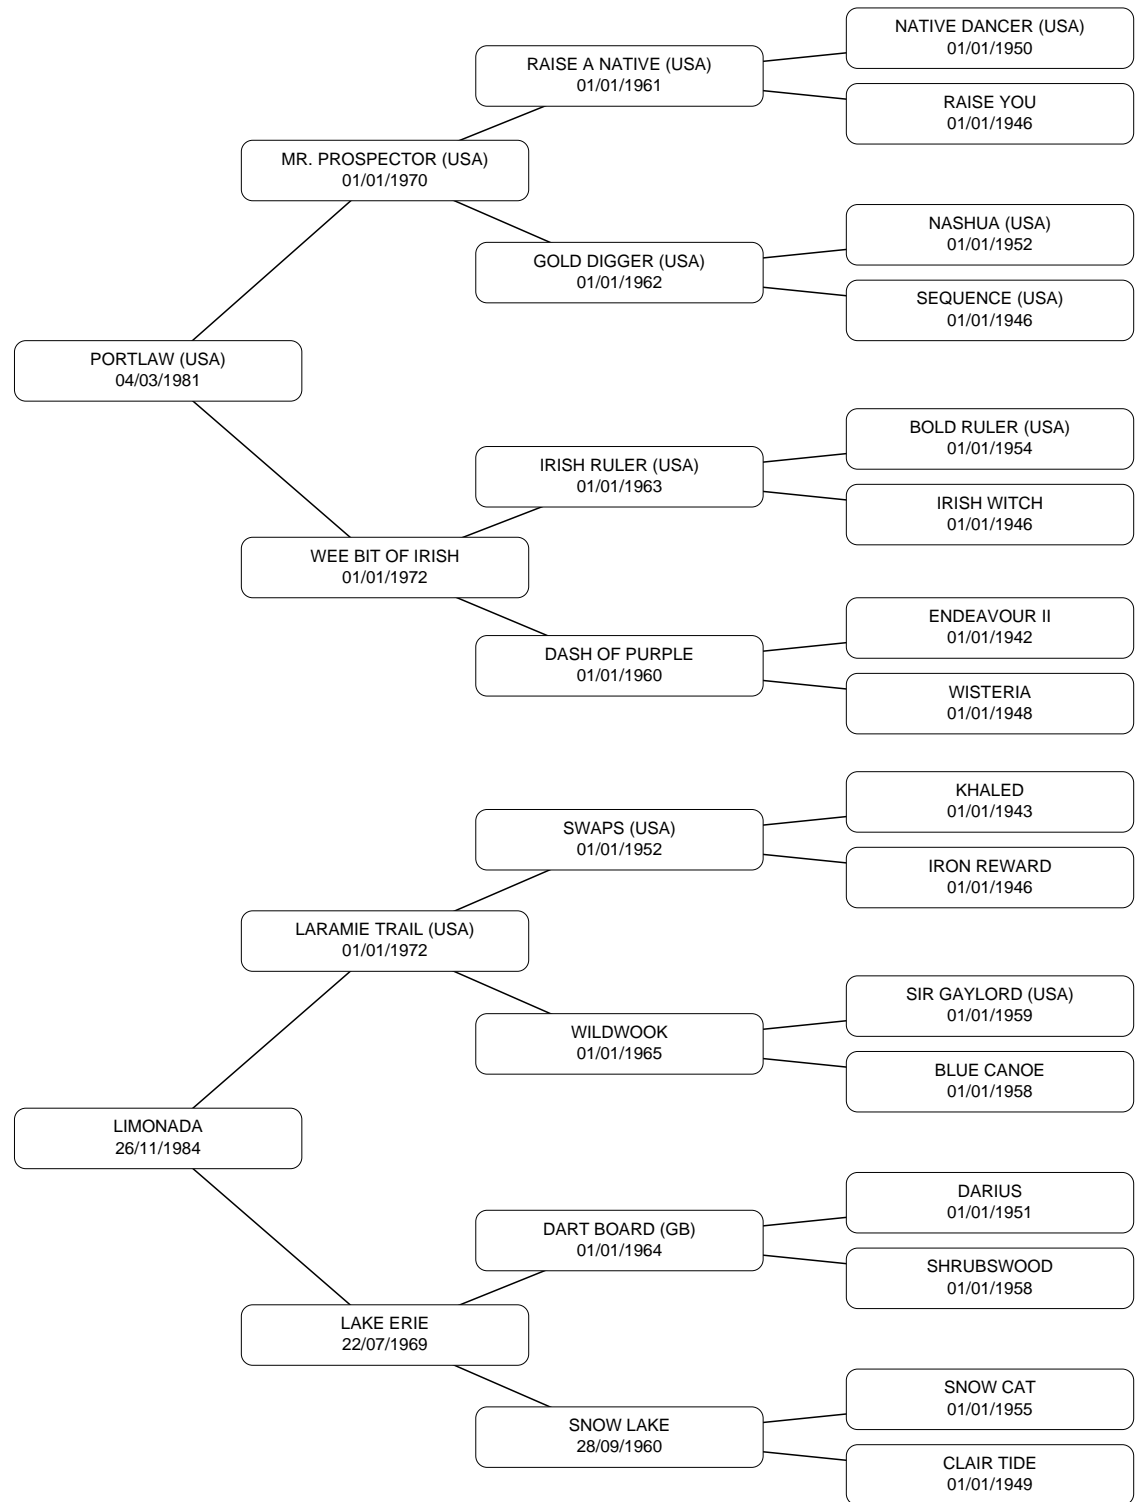 NATIVE DANCER (USA)
01/01/1950
RAISE A NATIVE (USA)
01/01/1961
RAISE YOU
01/01/1946
MR. PROSPECTOR (USA)
01/01/1970
NASHUA (USA)
01/01/1952
GOLD DIGGER (USA)
01/01/1962
SEQUENCE (USA)
01/01/1946
PORTLAW (USA)
04/03/1981
BOLD RULER (USA)
01/01/1954
IRISH RULER (USA)
01/01/1963
IRISH WITCH
01/01/1946
WEE BIT OF IRISH
01/01/1972
ENDEAVOUR II
01/01/1942
DASH OF PURPLE
01/01/1960
WISTERIA
01/01/1948
KHALED
01/01/1943
SWAPS (USA)
01/01/1952
IRON REWARD
01/01/1946
LARAMIE TRAIL (USA)
01/01/1972
SIR GAYLORD (USA)
01/01/1959
WILDWOOK
01/01/1965
BLUE CANOE
01/01/1958
LIMONADA
26/11/1984
DARIUS
01/01/1951
DART BOARD (GB)
01/01/1964
SHRUBSWOOD
01/01/1958
LAKE ERIE
22/07/1969
SNOW CAT
01/01/1955
SNOW LAKE
28/09/1960
CLAIR TIDE
01/01/1949